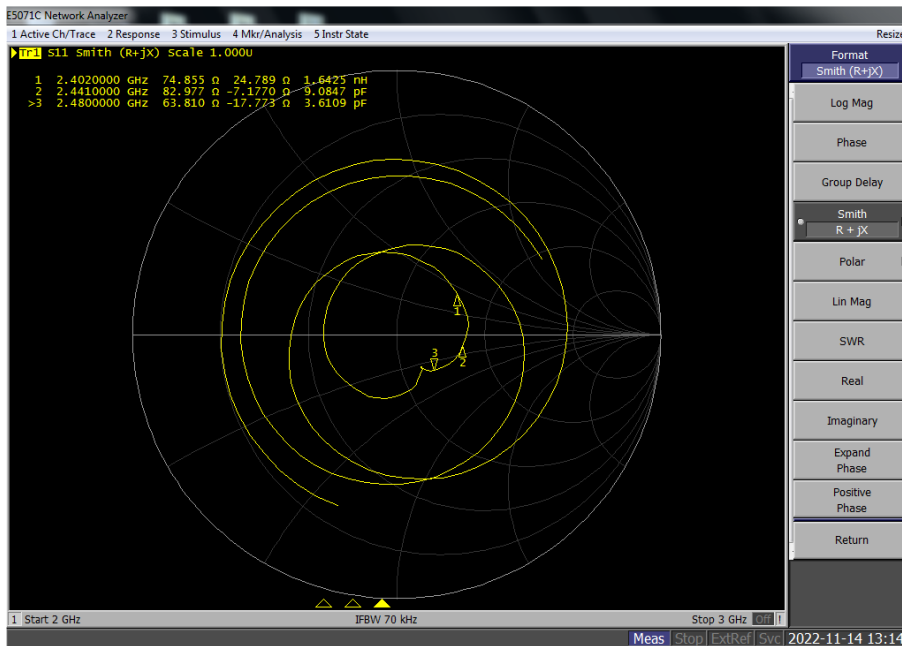 E5071C Network Analyzer
1 Active Ch/Trace 2 Response 3 Stimulus 4 Mkr/Analysis 5 Instr State
Resize
Tr1 S11 Smith (R+jX) Scale 1.000U
1 2.4020000 GHz 74.855 Ω 24.789 Ω 1.6425 nH
2 2.4410000 GHz 82.977 Ω -7.1770 Ω 9.0847 pF
>3 2.4800000 GHz 63.810 Ω -17.773 Ω 3.6109 pF
1
2
3
Format
Smith (R+jX)
Log Mag
Phase
Group Delay
Smith
R + jX
Polar
Lin Mag
SWR
Real
Imaginary
Expand
Phase
Positive
Phase
Return
1 Start 2 GHz IFBW 70 kHz Stop 3 GHz Off !
Meas Stop ExtRef Svc 2022-11-14 13:14